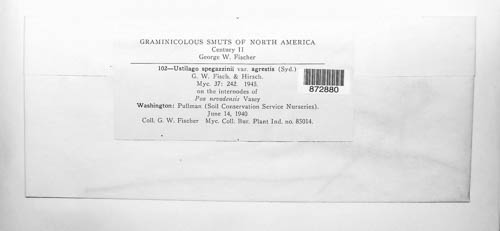 GRAMINICOLOUS SMUTS OF NORTH AMERICA
Century II
George W. Fischer
102—Ustilago spegazzinii var. agrestis (Syd.)
G. W. Fisch. & Hirsch.
Myc. 37: 242. 1945.
on the internodes of
Poa nevadensis Vasey
Washington: Pullman (Soil Conservation Service Nurseries).
June 14, 1940
Coll. G. W. Fischer Myc. Coll. Bur. Plant Ind. no. 85014.
872880